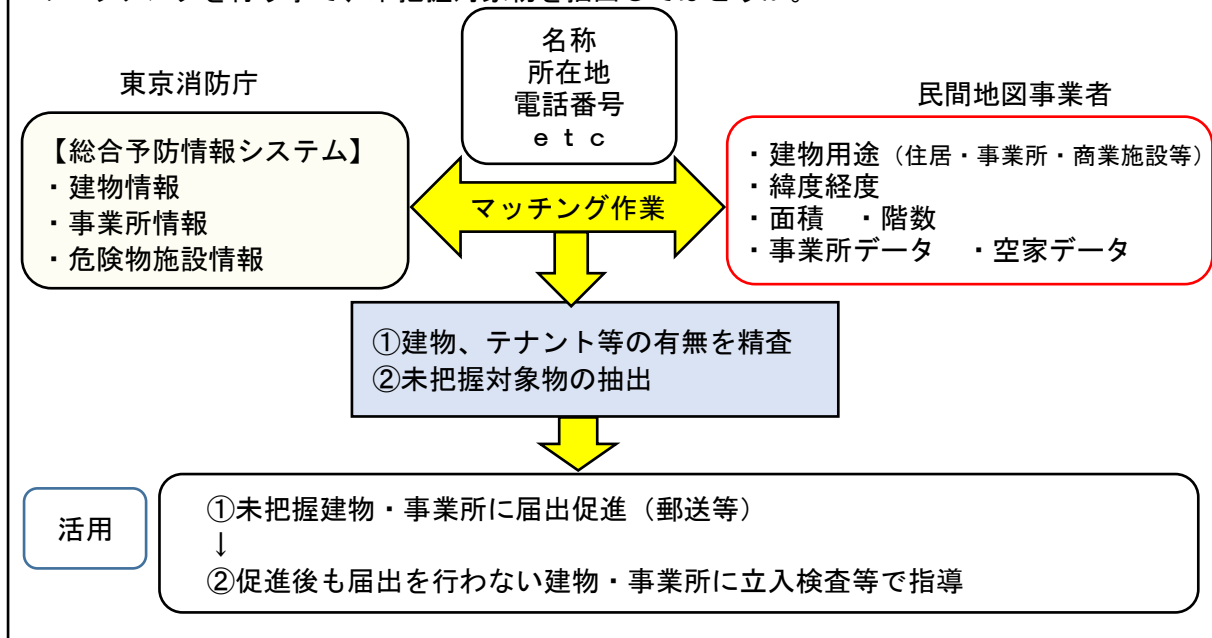 名称
所在地
電話番号
ｅｔｃ
東京消防庁
民間地図事業者
【総合予防情報システム】
・建物情報
・事業所情報
・危険物施設情報
マッチング作業
・建物用途（住居・事業所・商業施設等）
・緯度経度
・面積　・階数
・事業所データ　・空家データ
①建物、テナント等の有無を精査
②未把握対象物の抽出
活用
①未把握建物・事業所に届出促進（郵送等）
↓
②促進後も届出を行わない建物・事業所に立入検査等で指導